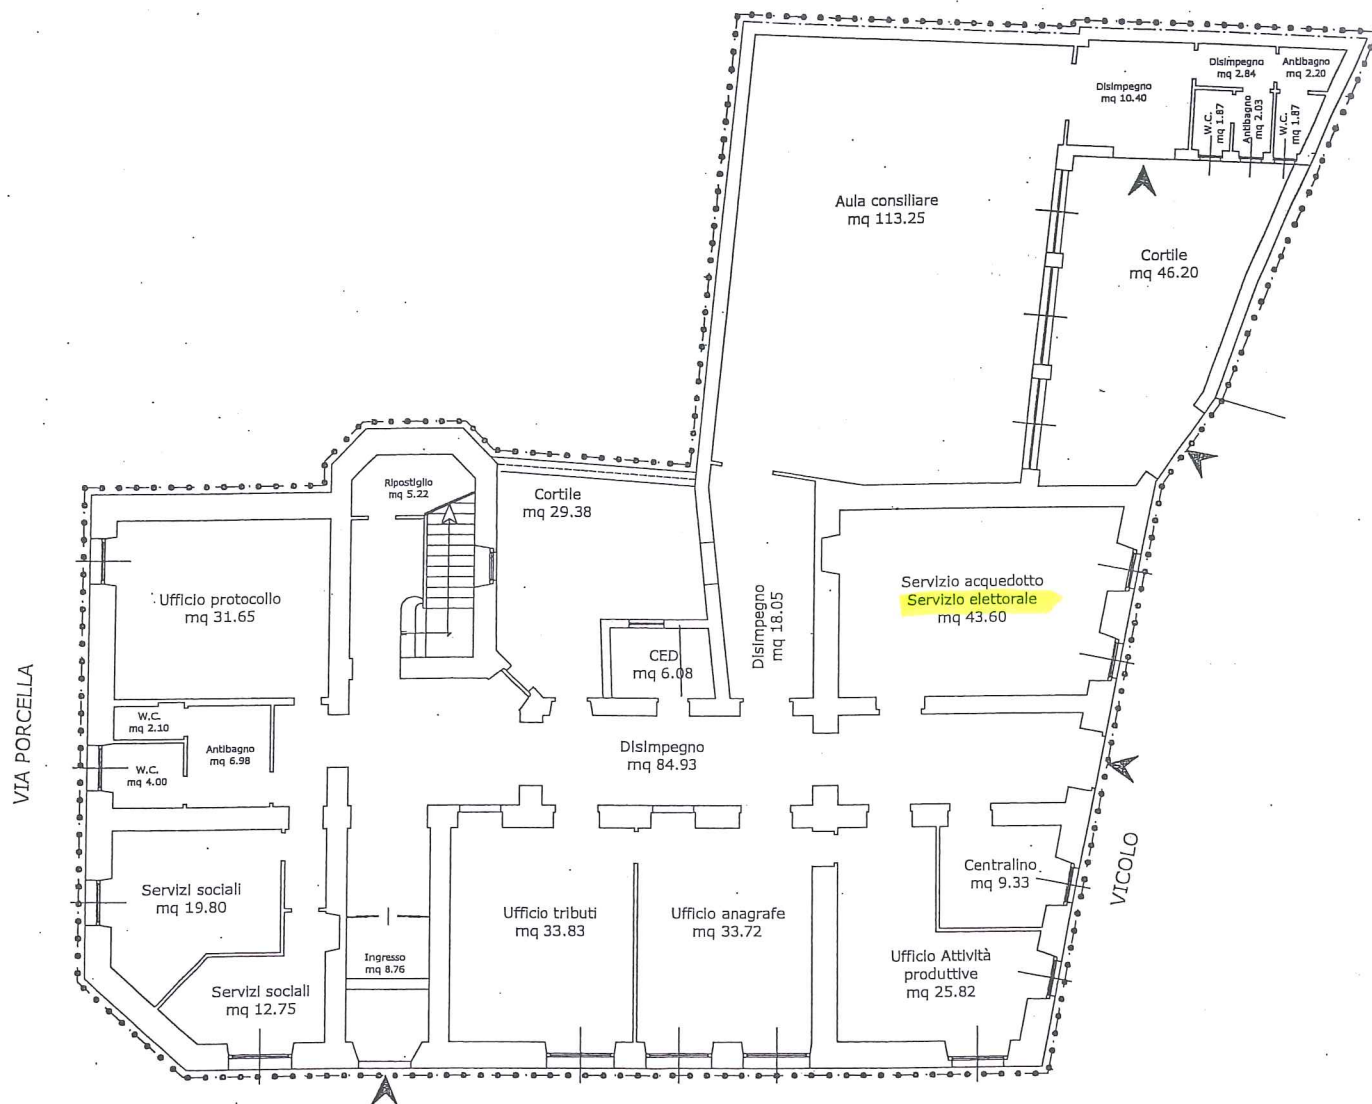 Disimpegno
mq 2.84
Antibagno
mq 2.20
Disimpegno
mq 10.40
W.C.
mq 1.87
Antibagno
mq 2.03
W.C.
mq 1.87
Aula consiliare
mq 113.25
Cortile
mq 46.20
Ripostiglio
mq 5.22
Cortile
mq 29.38
Ufficio protocollo
mq 31.65
Disimpegno
mq 18.05
Servizio acquedotto
Servizio elettorale
mq 43.60
CED
mq 6.08
VIA PORCELLA
W.C.
mq 2.10
Antibagno
mq 6.98
W.C.
mq 4.00
Disimpegno
mq 84.93
VICOLO
Servizi sociali
mq 19.80
Ufficio tributi
mq 33.83
Ufficio anagrafe
mq 33.72
Centralino
mq 9.33
Ingresso
mq 8.76
Servizi sociali
mq 12.75
Ufficio Attività
produttive
mq 25.82